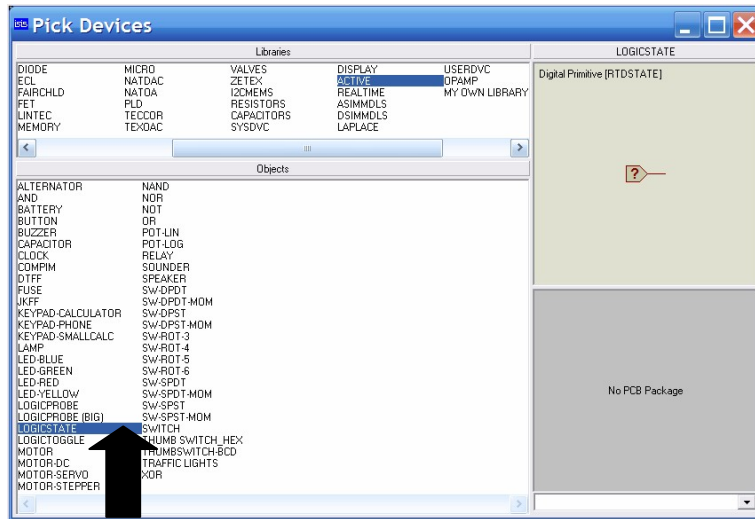 isis Pick Devices
Libraries
DIODE MICRO VALVES DISPLAY USERDVC
ECL NATDAC ZETEX ACTIVE OPAMP
FAIRCHLD NATOA I2CMEMS REALTIME MY OWN LIBRARY
FET PLD RESISTORS ASIMMDLS
LINTEC TECCOR CAPACITORS DSIMMDLS
MEMORY TEXOAC SYSDVC LAPLACE
Objects
ALTERNATOR NAND
AND NOR
BATTERY NOT
BUTTON OR
BUZZER POT-LIN
CAPACITOR POT-LOG
CLOCK RELAY
COMPIM SOUNDER
DTFF SPEAKER
FUSE SW-DPDT
JKFF SW-DPDT-MOM
KEYPAD-CALCULATOR SW-DPST
KEYPAD-PHONE SW-DPST-MOM
KEYPAD-SMALLCALC SW-ROT-3
LAMP SW-ROT-4
LED-BLUE SW-ROT-5
LED-GREEN SW-ROT-6
LED-RED SW-SPDT
LED-YELLOW SW-SPDT-MOM
LOGICPROBE SW-SPST
LOGICPROBE (BIG) SW-SPST-MOM
LOGICSTATE SWITCH
LOGICTOGGLE THUMB SWITCH_HEX
MOTOR THUMBSWITCH-BCD
MOTOR-DC TRAFFIC LIGHTS
MOTOR-SERVO XOR
MOTOR-STEPPER
LOGICSTATE
Digital Primitive [RTDSTATE]
?
No PCB Package